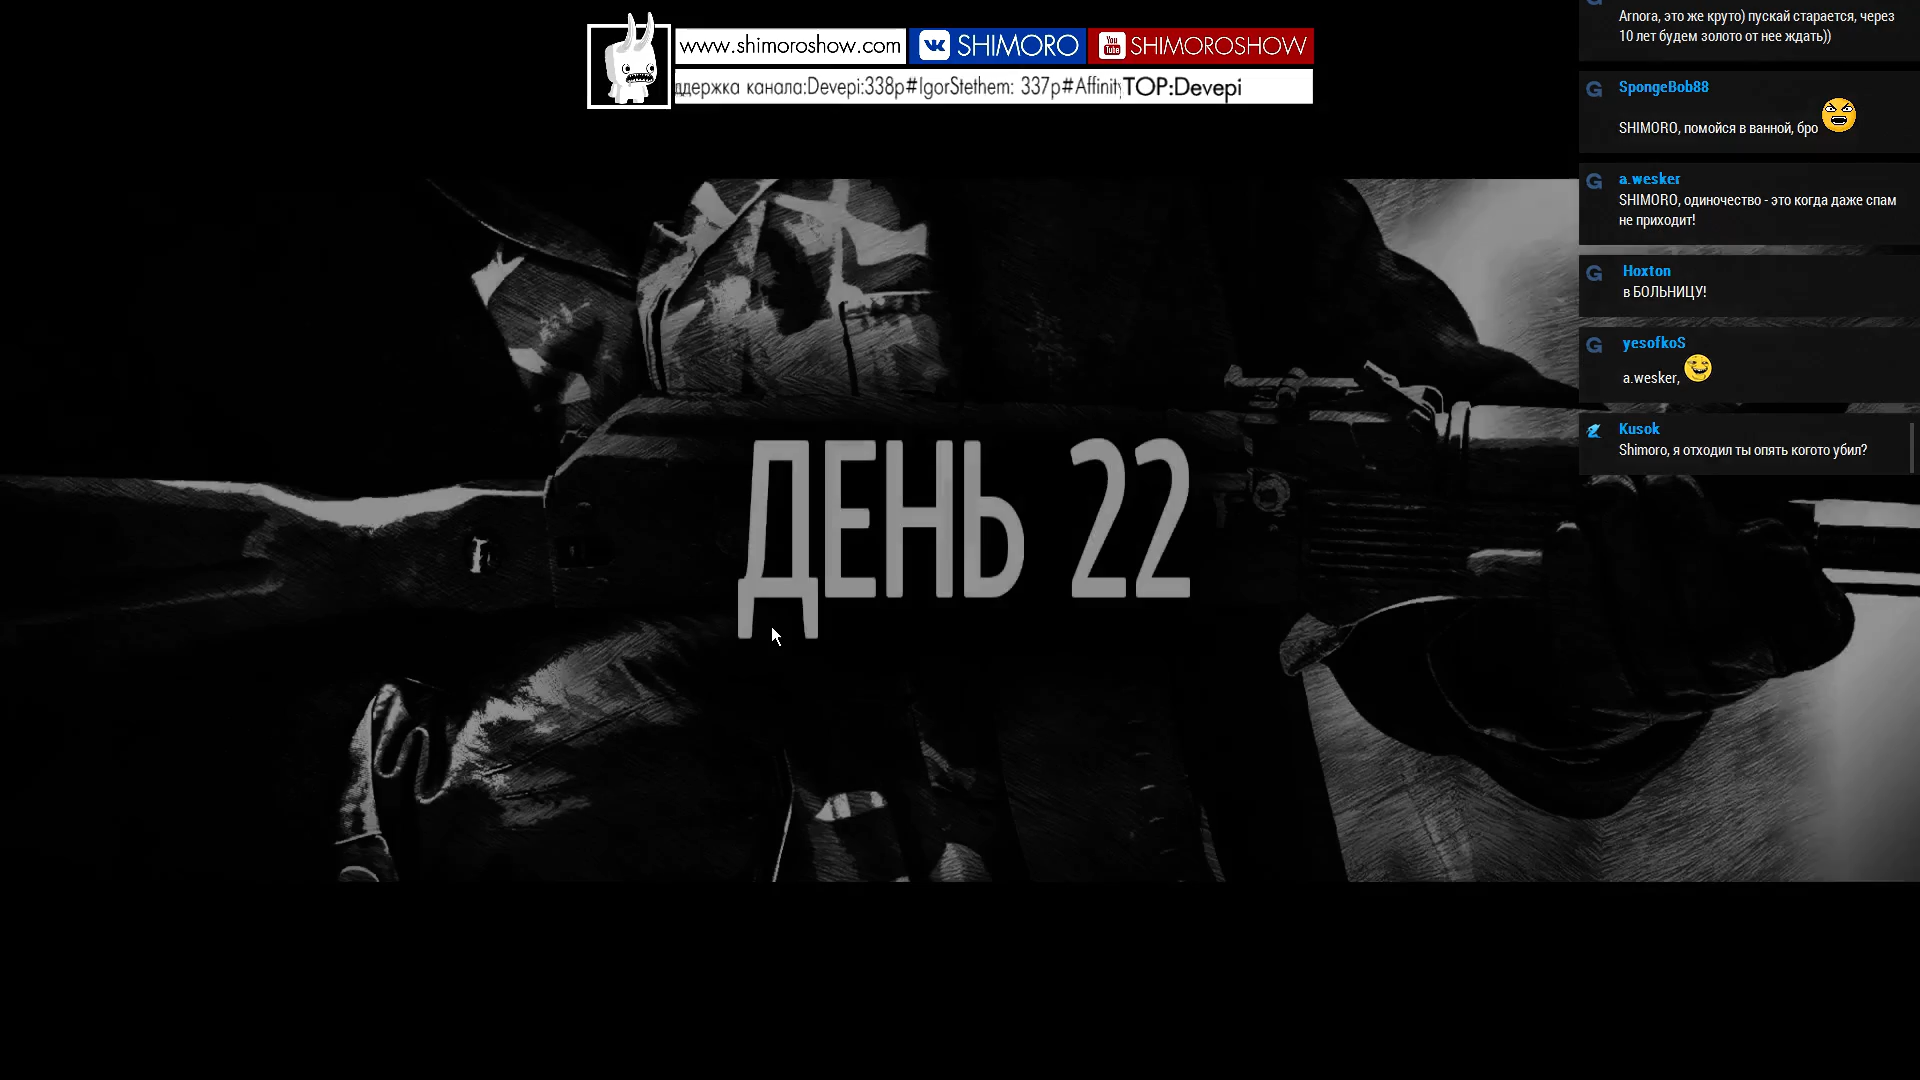 www.shimoroshow.com
SHIMORO
You
Tube
SHIMOROSHOW
ддержка канала:Devepi:338р#IgorStethem: 337р#Affinity
TOP:Devepi
Arnora, это же круто) пускай старается, через
10 лет будем золото от нее ждать))
SpongeBob88
SHIMORO, помойся в ванной, бро
a.wesker
SHIMORO, одиночество - это когда даже спам
не приходит!
Hoxton
в БОЛЬНИЦУ!
yesofkoS
a.wesker,
Kusok
Shimoro, я отходил ты опять когото убил?
ДЕНЬ 22